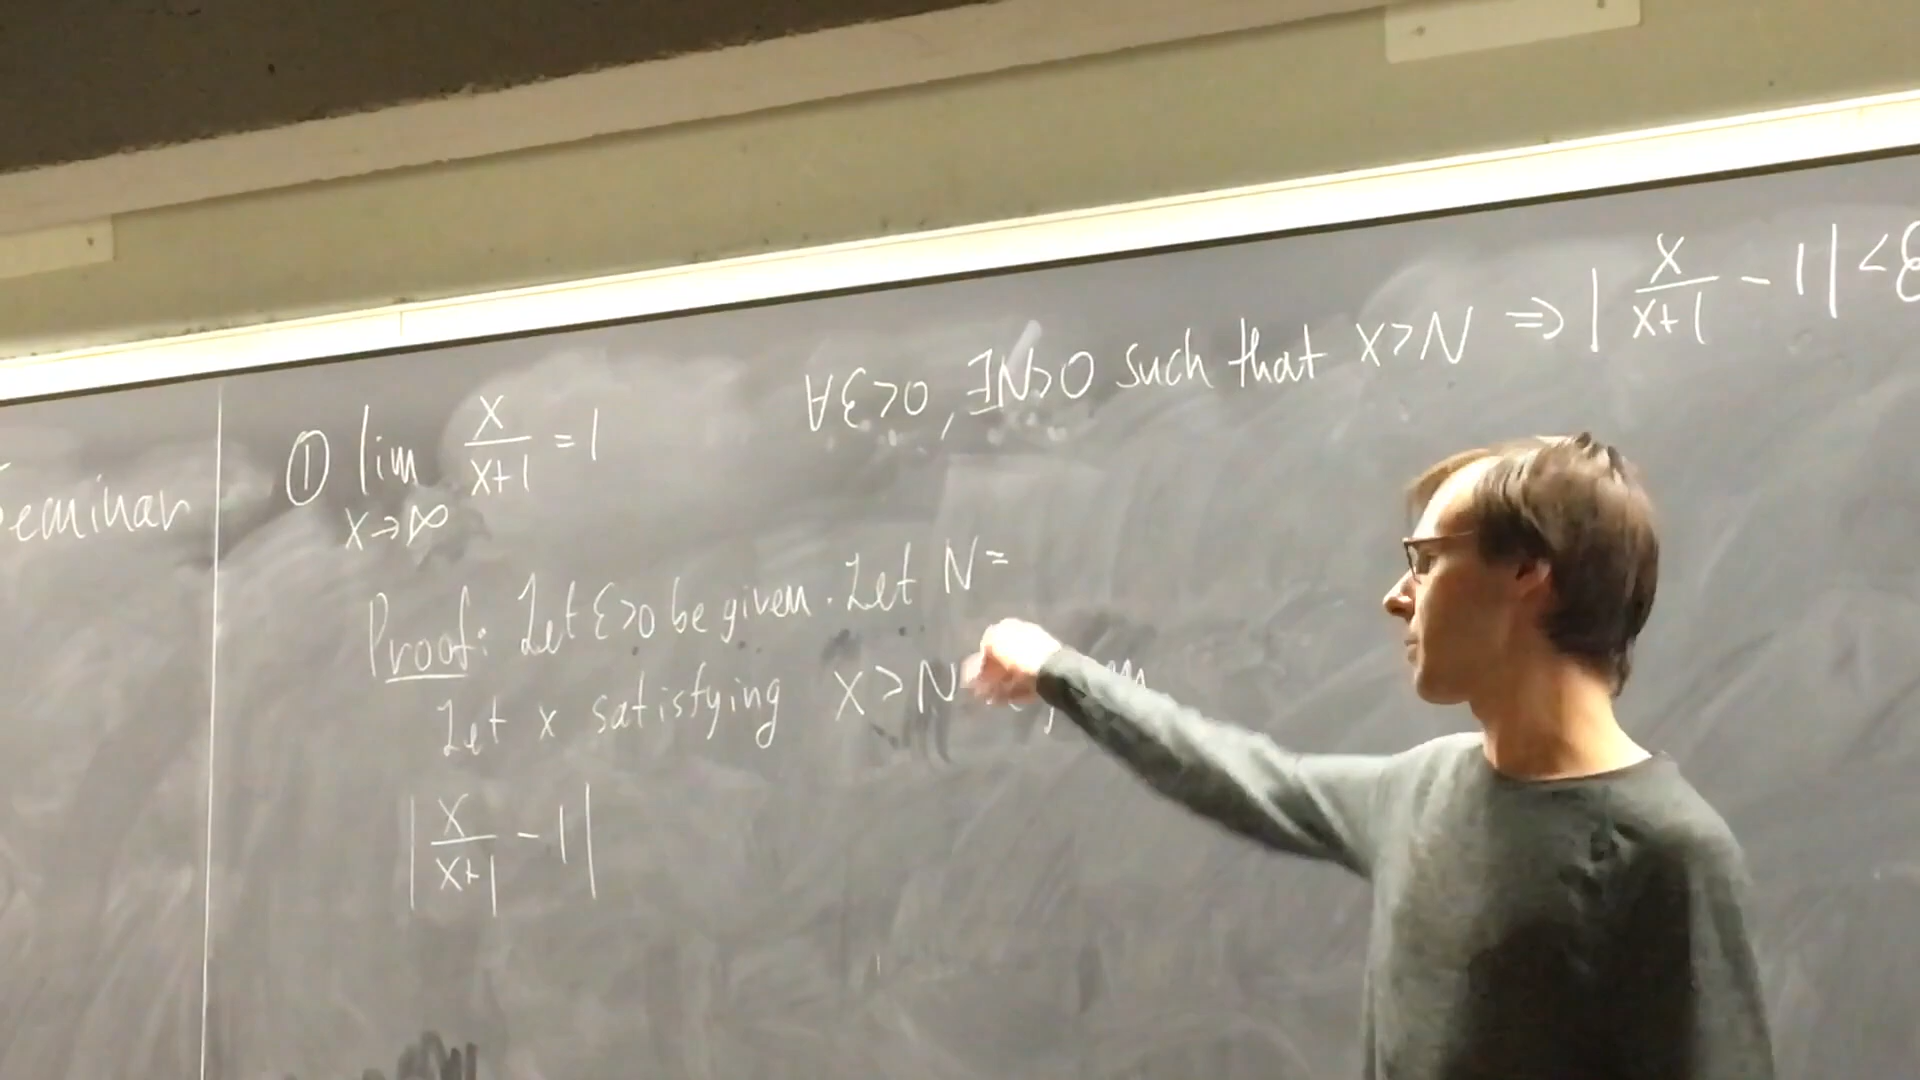 Seminar
① lim x→∞ x/(x+1) = 1
∀ε>0, ∃N>0 such that x>N ⇒ | x/(x+1) - 1 | < ε
Proof: Let ε>0 be given. Let N =
Let x satisfying x > N
| x/(x+1) - 1 |